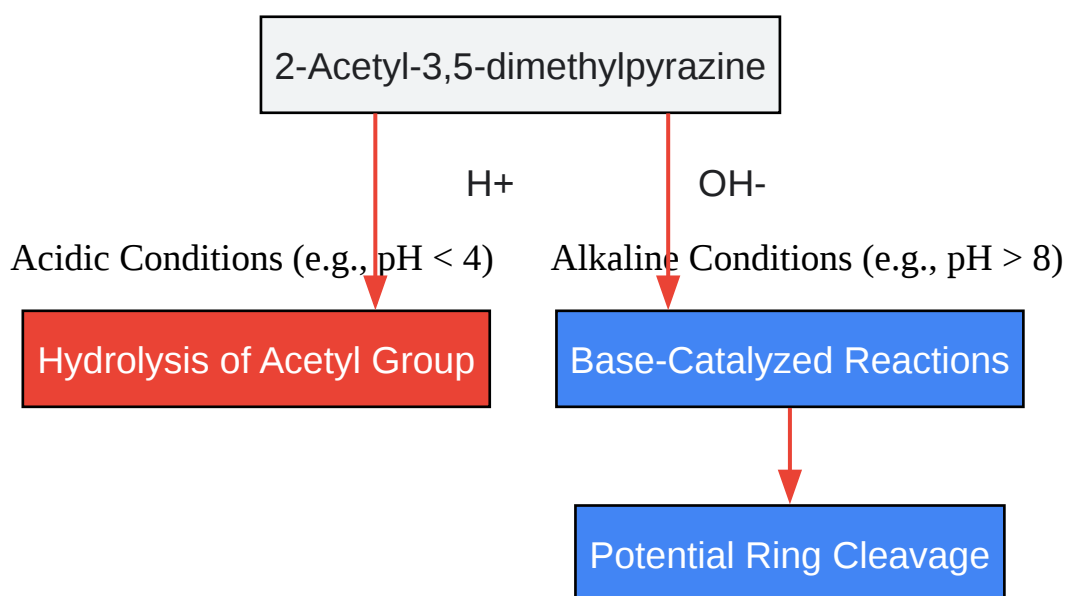 2-Acetyl-3,5-dimethylpyrazine
H+
OH-
Acidic Conditions (e.g., pH < 4)
Alkaline Conditions (e.g., pH > 8)
Hydrolysis of Acetyl Group
Base-Catalyzed Reactions
Potential Ring Cleavage